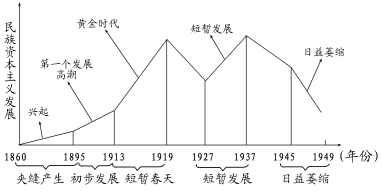 民族资本主义发展
兴起
第一个发展
高潮
黄金时代
短暂发展
日益萎缩
1860 1895 1913 1919 1927 1937 1945 1949 (年份)
夹缝产生 初步发展 短暂春天 短暂发展 日益萎缩